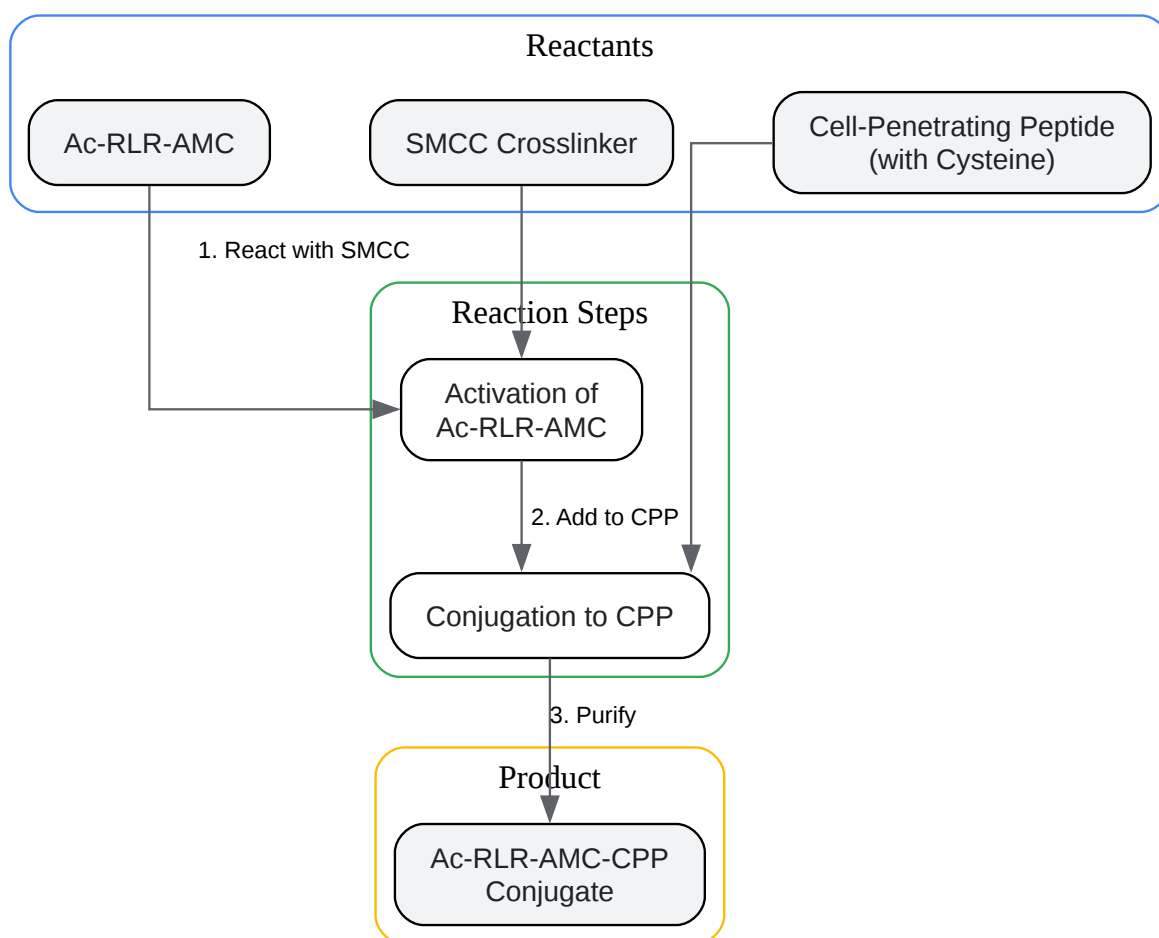 Reactants
Ac-RLR-AMC
SMCC Crosslinker
Cell-Penetrating Peptide
(with Cysteine)
1. React with SMCC
Reaction Steps
Activation of
Ac-RLR-AMC
2. Add to CPP
Conjugation to CPP
3. Purify
Product
Ac-RLR-AMC-CPP
Conjugate